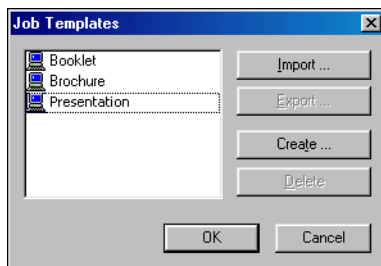 Job Templates
Booklet
Brochure
Presentation
Import ...
Export ...
Create ...
Delete
OK
Cancel